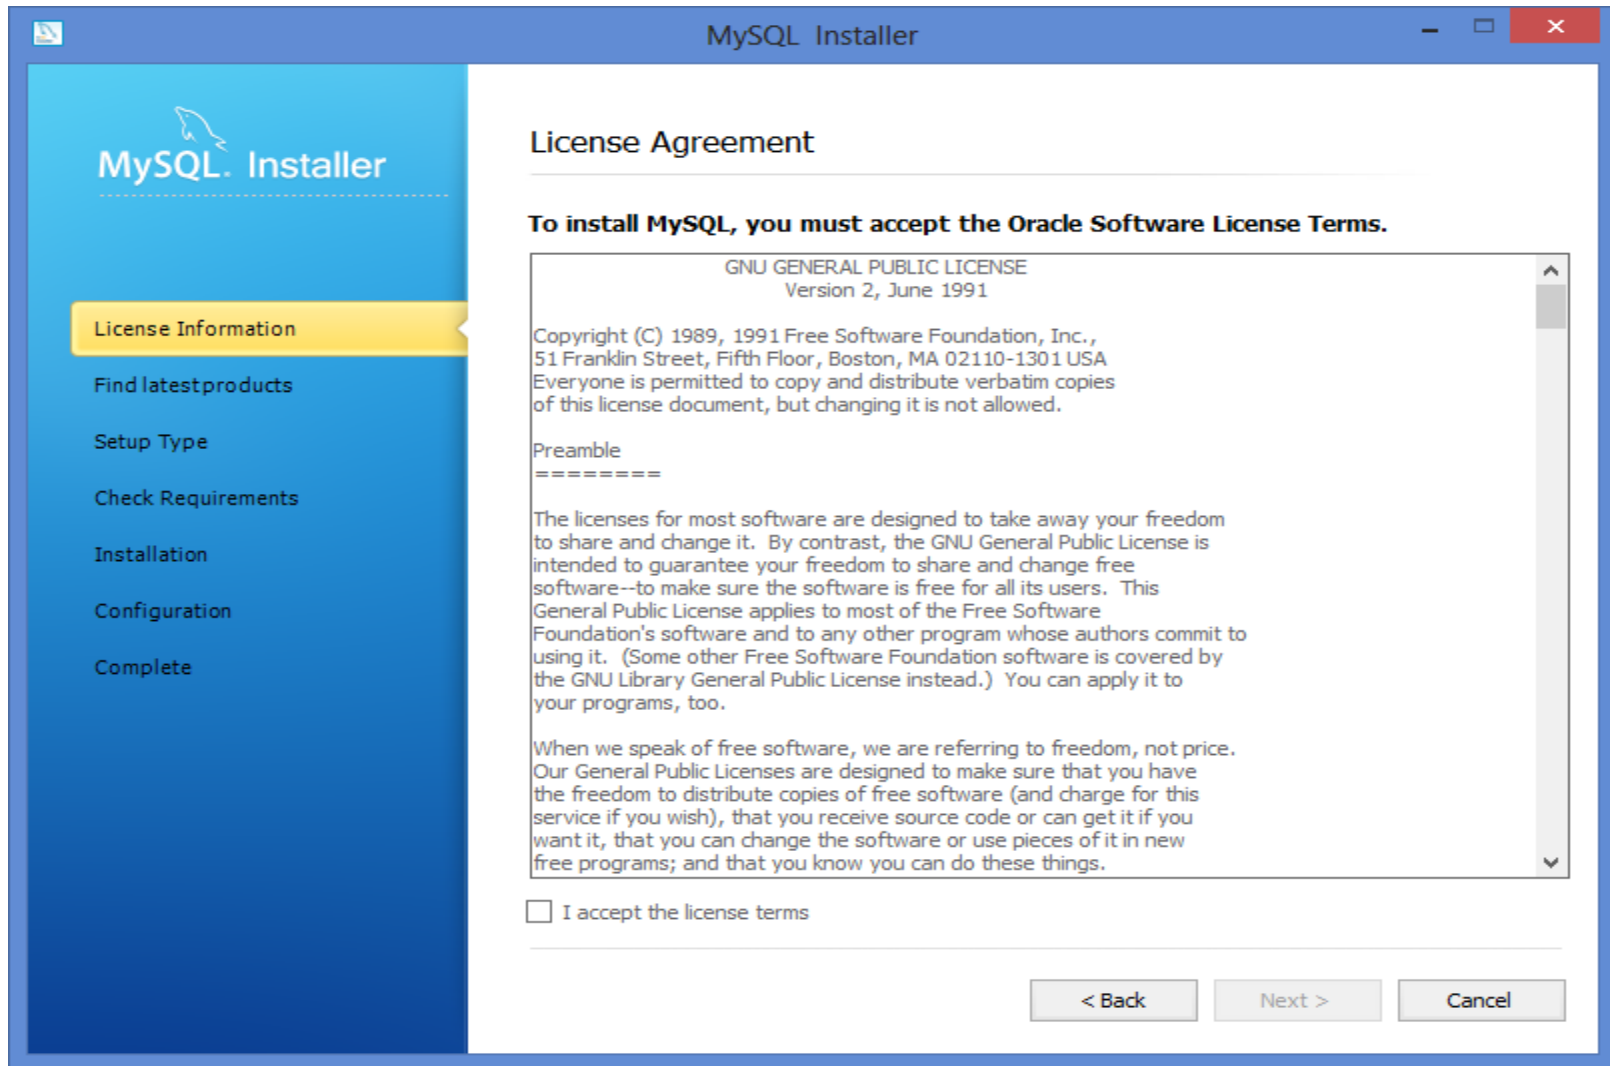 MySQL Installer
MySQL. Installer
License Information
Find latest products
Setup Type
Check Requirements
Installation
Configuration
Complete
License Agreement
To install MySQL, you must accept the Oracle Software License Terms.
GNU GENERAL PUBLIC LICENSE
Version 2, June 1991
Copyright (C) 1989, 1991 Free Software Foundation, Inc.,
51 Franklin Street, Fifth Floor, Boston, MA 02110-1301 USA
Everyone is permitted to copy and distribute verbatim copies
of this license document, but changing it is not allowed.
Preamble
========
The licenses for most software are designed to take away your freedom
to share and change it.  By contrast, the GNU General Public License is
intended to guarantee your freedom to share and change free
software--to make sure the software is free for all its users.  This
General Public License applies to most of the Free Software
Foundation's software and to any other program whose authors commit to
using it.  (Some other Free Software Foundation software is covered by
the GNU Library General Public License instead.)  You can apply it to
your programs, too.
When we speak of free software, we are referring to freedom, not price.
Our General Public Licenses are designed to make sure that you have
the freedom to distribute copies of free software (and charge for this
service if you wish), that you receive source code or can get it if you
want it, that you can change the software or use pieces of it in new
free programs; and that you know you can do these things.
I accept the license terms
< Back
Next >
Cancel